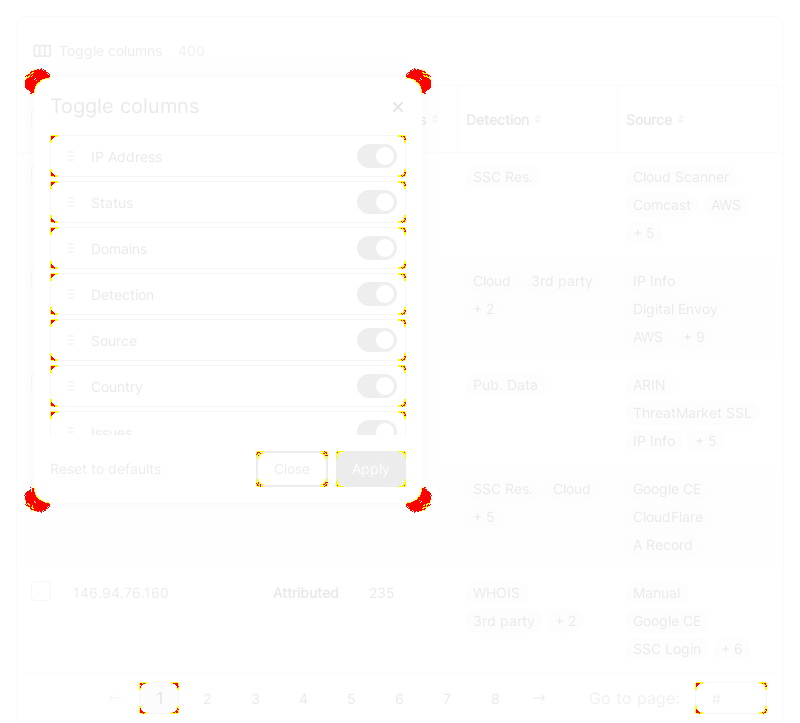 Toggle columns 400
Toggle columns ×
s Detection Source
IP Address
SSC Res. Cloud Scanner
Status
Comcast AWS
+ 5
Domains
Detection
Cloud 3rd party IP Info
+ 2 Digital Envoy
Source
AWS + 9
Country
Pub. Data ARIN
ThreatMarket SSL
Issues
IP Info + 5
Reset to defaults Close Apply
SSC Res. Cloud Google CE
+ 5 CloudFlare
A Record
146.94.76.160 Attributed 235 WHOIS Manual
3rd party + 2 Google CE
SSC Login + 6
← 1 2 3 4 5 6 7 8 → Go to page: #